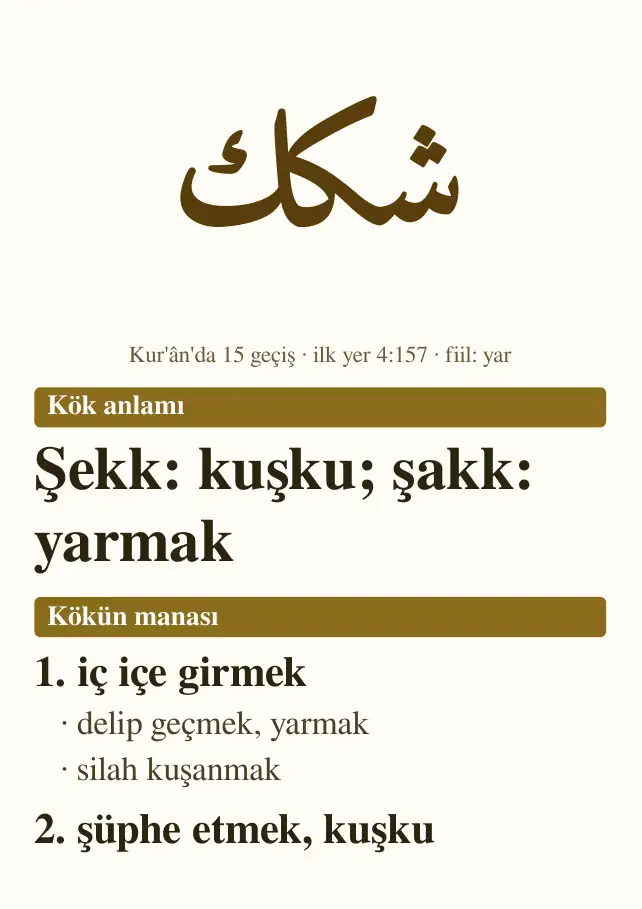 شكك
Kur'ân'da 15 geçiş · ilk yer 4:157 · fiil: yar
Kök anlamı
Şekk: kuşku; şakk:
yarmak
Kökün manası
1. iç içe girmek
· delip geçmek, yarmak
· silah kuşanmak
2. şüphe etmek, kuşku